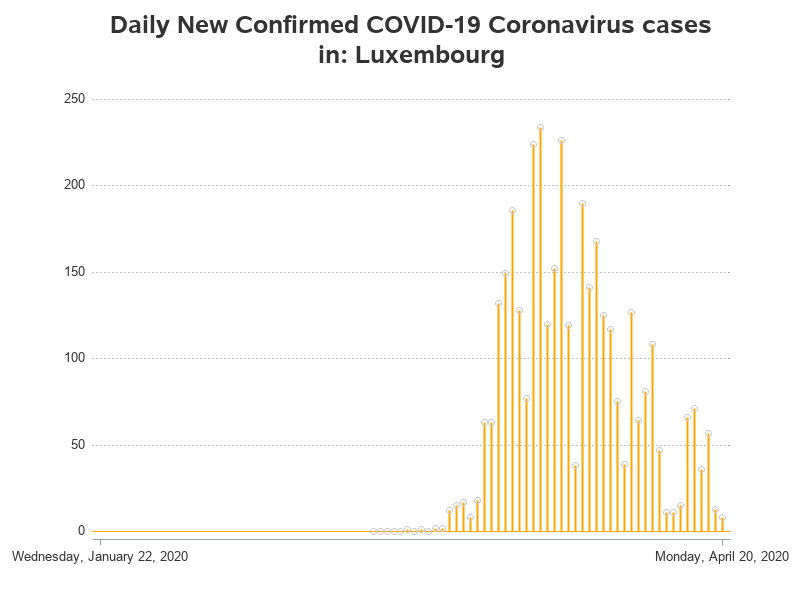 Daily New Confirmed COVID-19 Coronavirus cases
in: Luxembourg
250
200
150
100
50
0
Wednesday, January 22, 2020
Monday, April 20, 2020